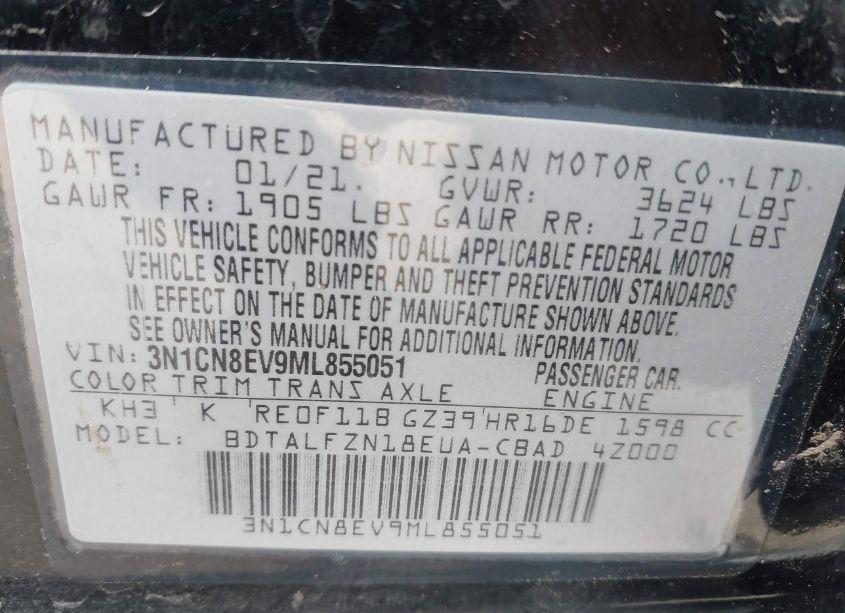 MANUFACTURED BY NISSAN MOTOR CO., LTD.
DATE: 01/21. GVWR: 3624 LBS
GAWR FR: 1905 LBS GAWR RR: 1720 LBS
THIS VEHICLE CONFORMS TO ALL APPLICABLE FEDERAL MOTOR
VEHICLE SAFETY, BUMPER AND THEFT PREVENTION STANDARDS
IN EFFECT ON THE DATE OF MANUFACTURE SHOWN ABOVE.
SEE OWNER'S MANUAL FOR ADDITIONAL INFORMATION.
VIN: 3N1CN8EV9ML855051 PASSENGER CAR.
COLOR TRIM TRANS AXLE ENGINE
KH3 K RE0F11B GZ39 HR16DE 1598 CC
MODEL: BDTALFZN18EUA-CBAD 4Z000
3N1CN8EV9ML855051